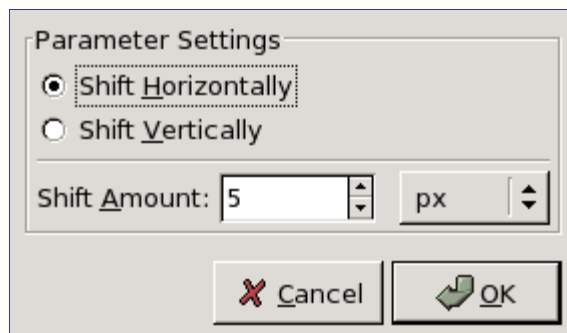 Parameter Settings
Shift Horizontally
Shift Vertically
Shift Amount: 5 px
Cancel OK